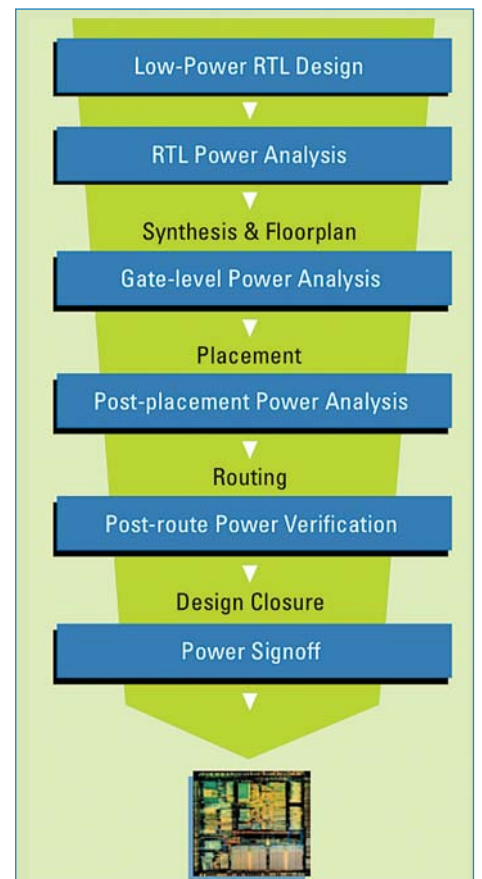 Low-Power RTL Design
RTL Power Analysis
Synthesis & Floorplan
Gate-level Power Analysis
Placement
Post-placement Power Analysis
Routing
Post-route Power Verification
Design Closure
Power Signoff